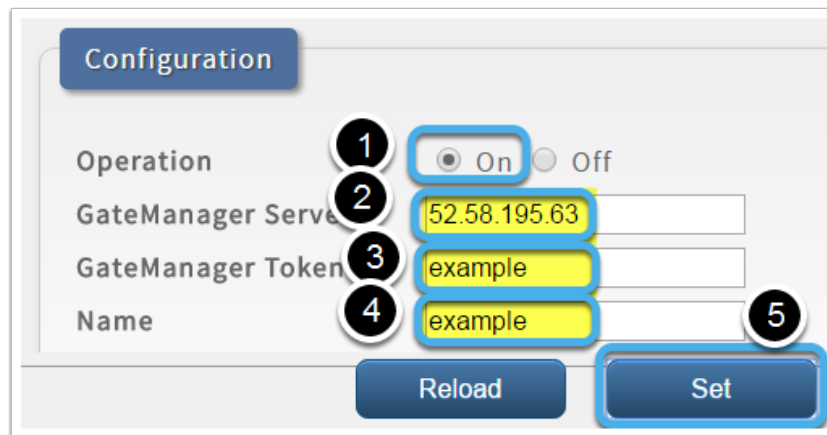 Configuration
Operation 1 On Off
GateManager Serve 2 52.58.195.63
GateManager Token 3 example
Name 4 example 5
Reload Set